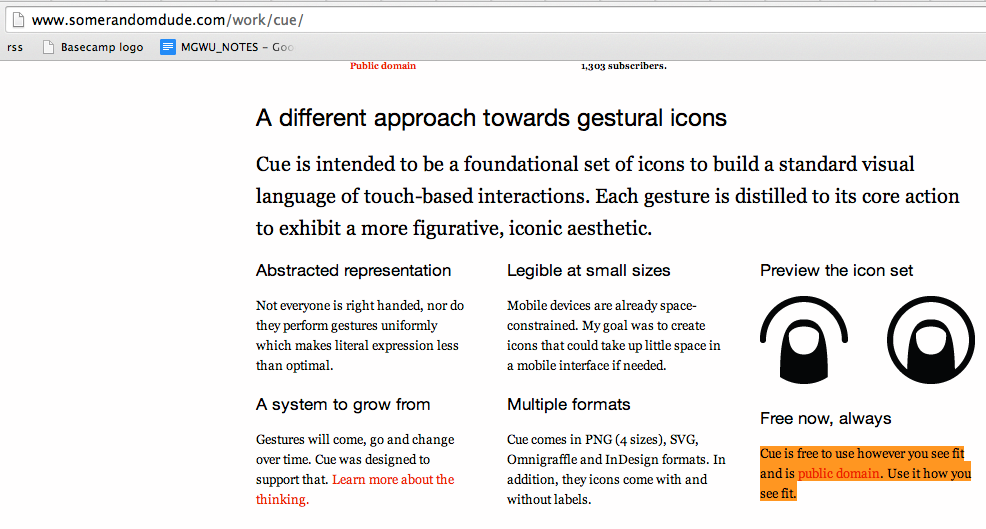 www.somerandomdude.com/work/cue/
rss
Basecamp logo
MGWU_NOTES – Goo
Public domain
1,303 subscribers.
A different approach towards gestural icons
Cue is intended to be a foundational set of icons to build a standard visual
language of touch-based interactions. Each gesture is distilled to its core action
to exhibit a more figurative, iconic aesthetic.
Abstracted representation
Not everyone is right handed, nor do
they perform gestures uniformly
which makes literal expression less
than optimal.
Legible at small sizes
Mobile devices are already space-
constrained. My goal was to create
icons that could take up little space in
a mobile interface if needed.
Preview the icon set
A system to grow from
Gestures will come, go and change
over time. Cue was designed to
support that. Learn more about the
thinking.
Multiple formats
Cue comes in PNG (4 sizes), SVG,
Omnigraffle and InDesign formats. In
addition, they icons come with and
without labels.
Free now, always
Cue is free to use however you see fit
and is public domain. Use it how you
see fit.